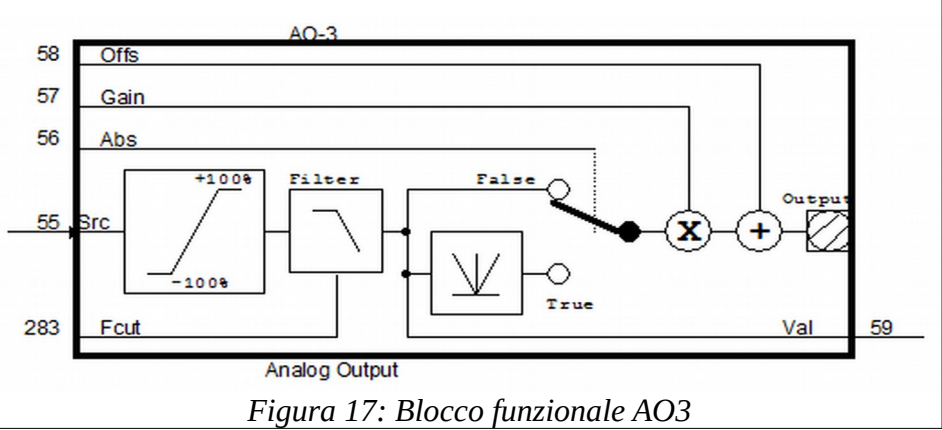 AO-3
58 Offs
57 Gain
56 Abs
+100% Filter False Output
55 Src
X +
-100%
True
283 Fcut Val 59
Analog Output
Figura 17: Blocco funzionale AO3